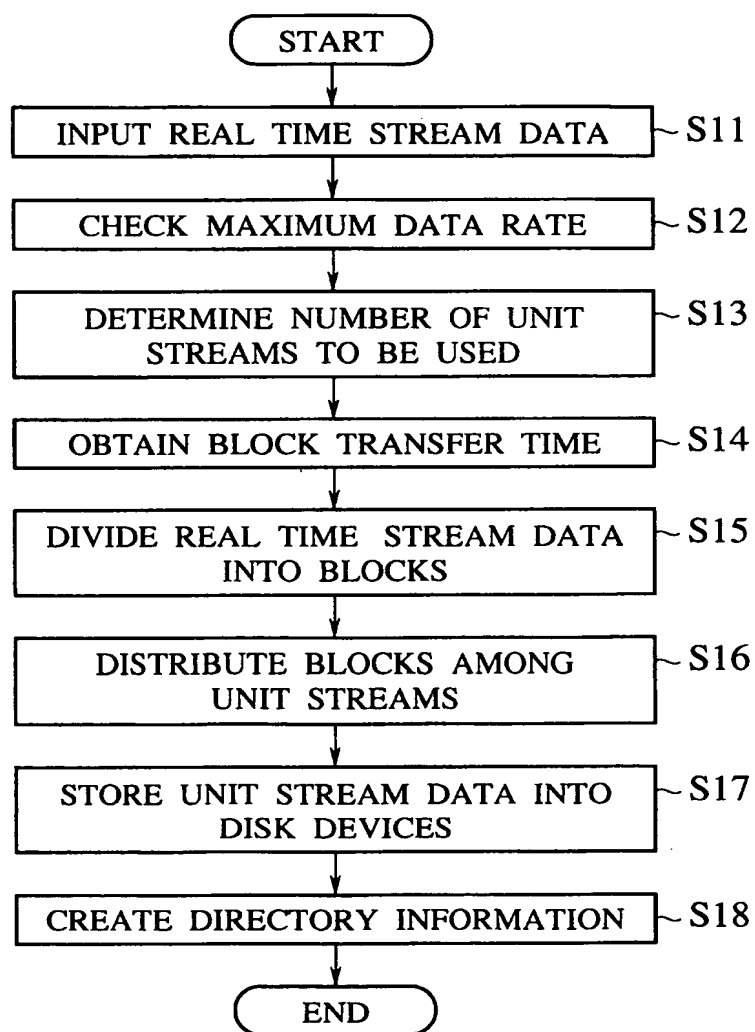 START
INPUT REAL TIME STREAM DATA
S11
CHECK MAXIMUM DATA RATE
S12
DETERMINE NUMBER OF UNIT
STREAMS TO BE USED
S13
OBTAIN BLOCK TRANSFER TIME
S14
DIVIDE REAL TIME STREAM DATA
INTO BLOCKS
S15
DISTRIBUTE BLOCKS AMONG
UNIT STREAMS
S16
STORE UNIT STREAM DATA INTO
DISK DEVICES
S17
CREATE DIRECTORY INFORMATION
S18
END